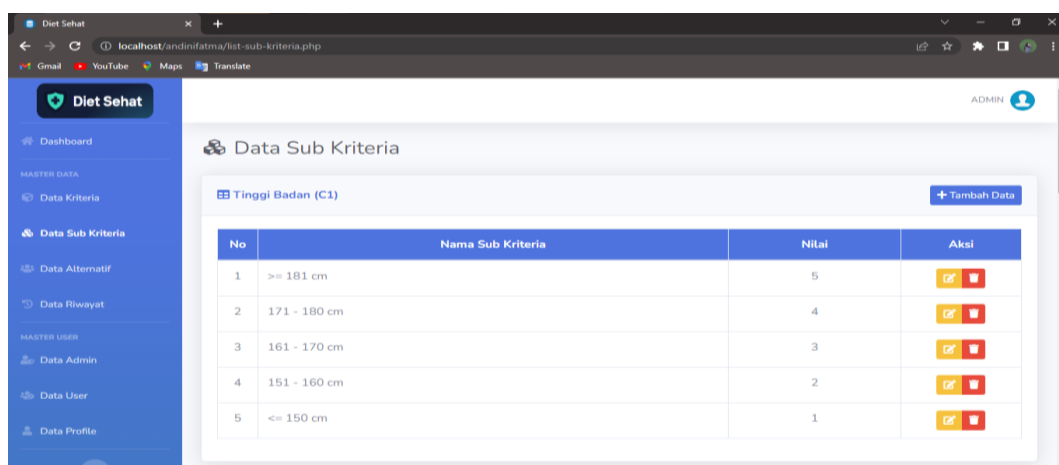 Diet Sehat
localhost/andinifatma/list-sub-kriteria.php
Gmail YouTube Maps Translate
Diet Sehat
ADMIN
Dashboard
Data Sub Kriteria
MASTER DATA
Data Kriteria
Data Sub Kriteria
Data Alternatif
Data Riwayat
MASTER USER
Data Admin
Data User
Data Profile
Tinggi Badan (C1)
+ Tambah Data
No Nama Sub Kriteria Nilai Aksi
1 >= 181 cm 5
2 171 - 180 cm 4
3 161 - 170 cm 3
4 151 - 160 cm 2
5 <= 150 cm 1